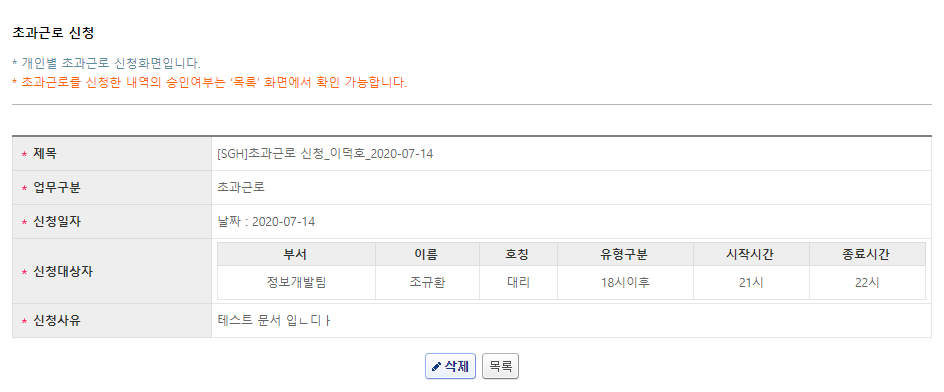 초과근로 신청
* 개인별 초과근로 신청화면입니다.
* 초과근로를 신청한 내역의 승인여부는 '목록' 화면에서 확인 가능합니다.
* 제목 [SGH]초과근로 신청_이덕호_2020-07-14
* 업무구분 초과근로
* 신청일자 날짜 : 2020-07-14
부서 이름 호칭 유형구분 시작시간 종료시간
* 신청대상자
정보개발팀 조규환 대리 18시이후 21시 22시
* 신청사유 테스트 문서 입ㄴ디ㅏ
삭제 목록